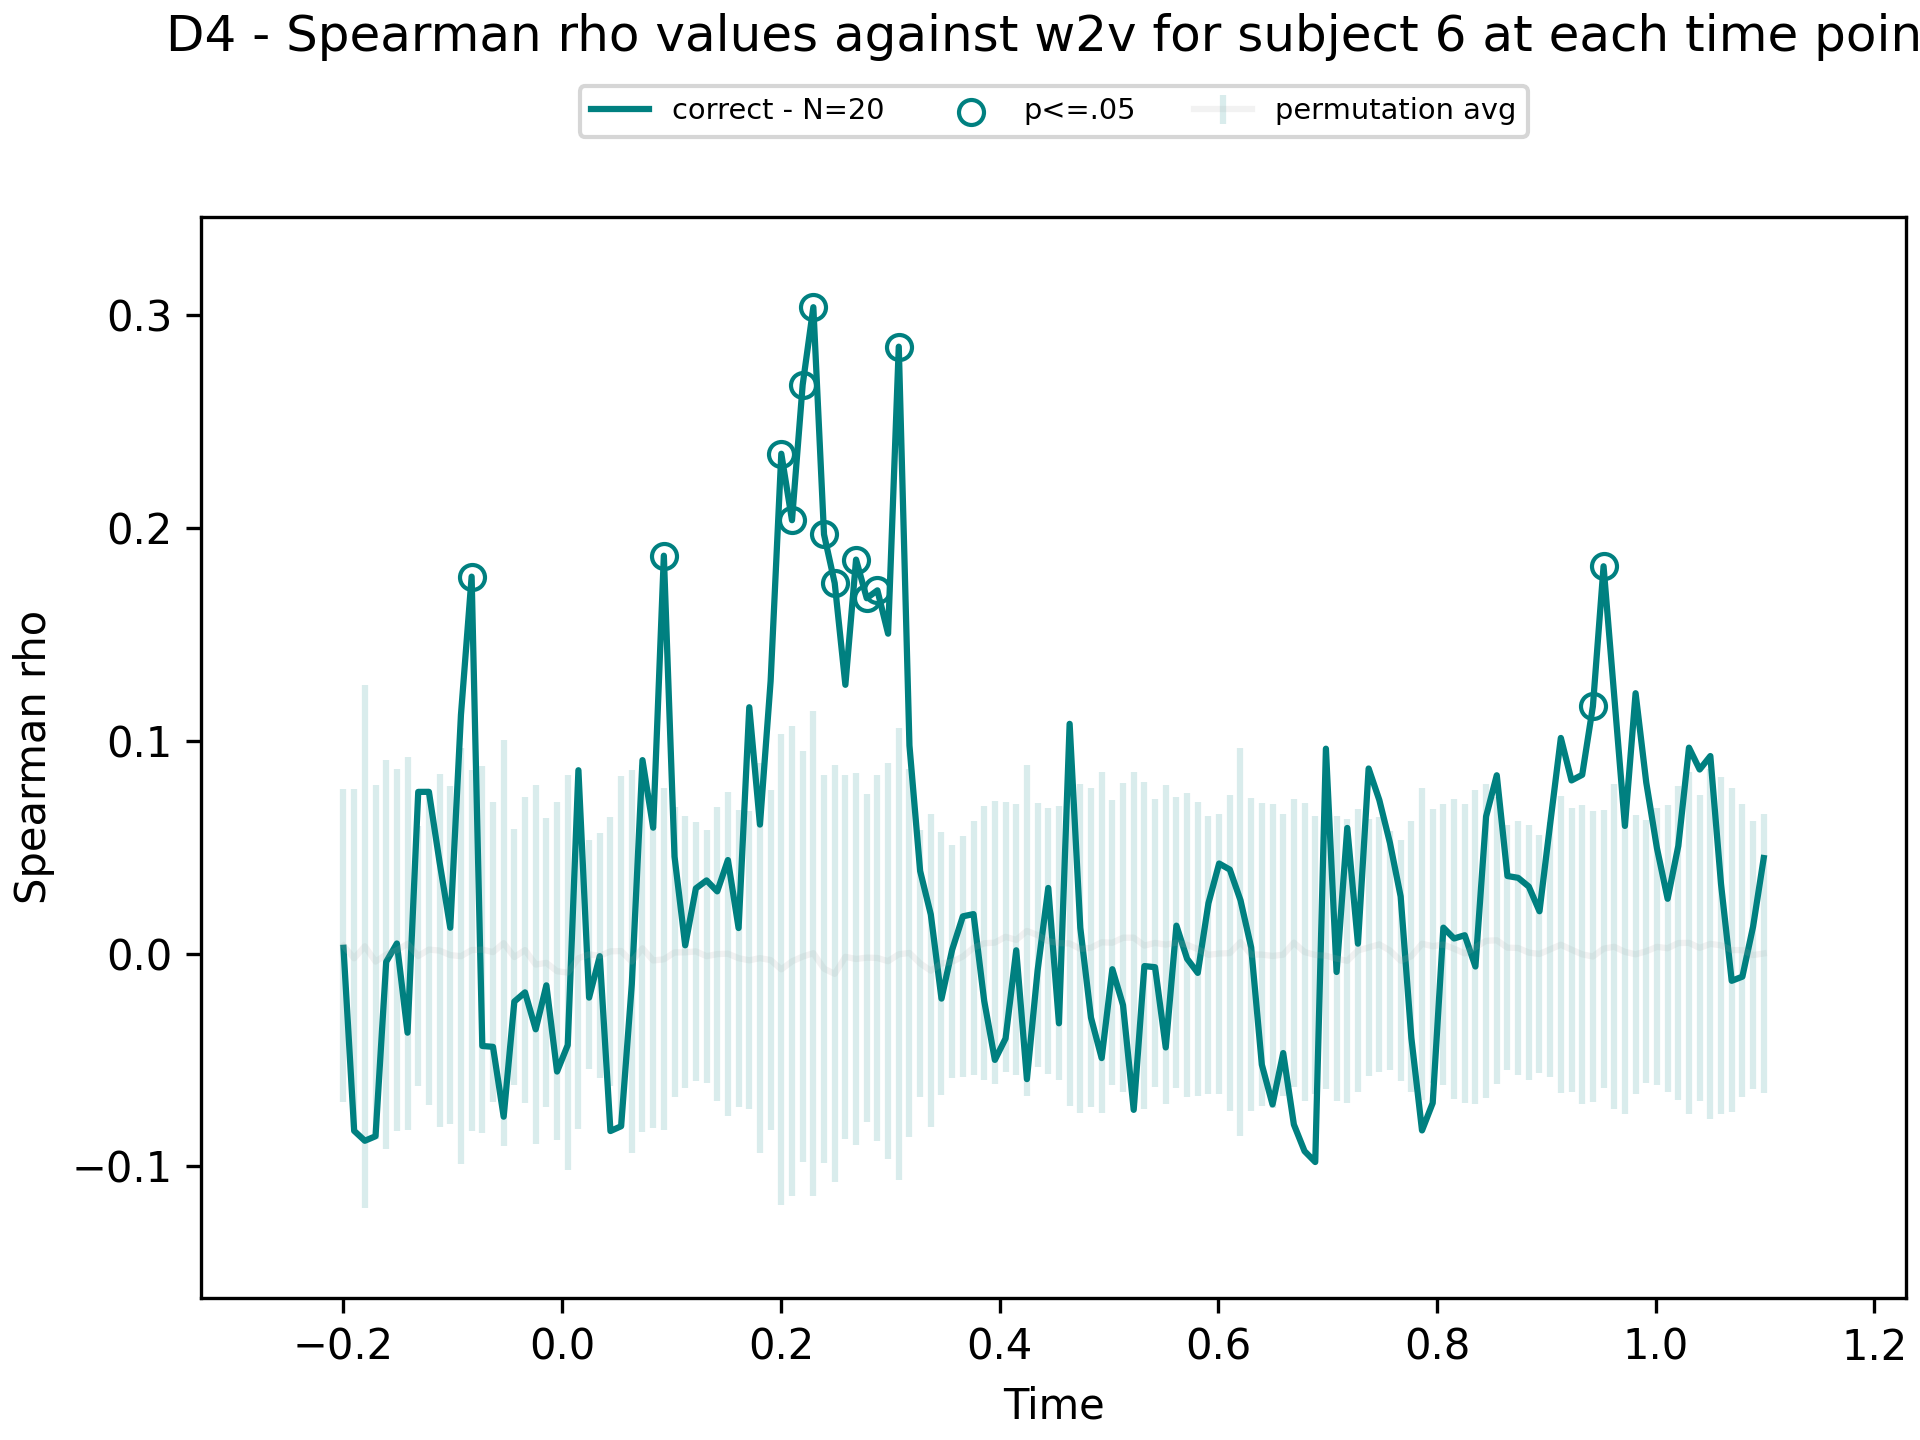 D4 - Spearman rho values against w2v for subject 6 at each time poin
correct - N=20 p<=.05 permutation avg
Spearman rho
0.3
0.2
0.1
0.0
−0.1
−0.2 0.0 0.2 0.4 0.6 0.8 1.0 1.2
Time